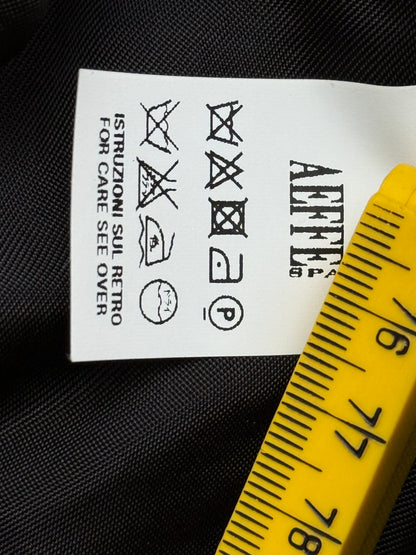 AEFFE
SPA
P
ISTRUZIONI SUL RETRO
FOR CARE SEE OVER
76
77
78